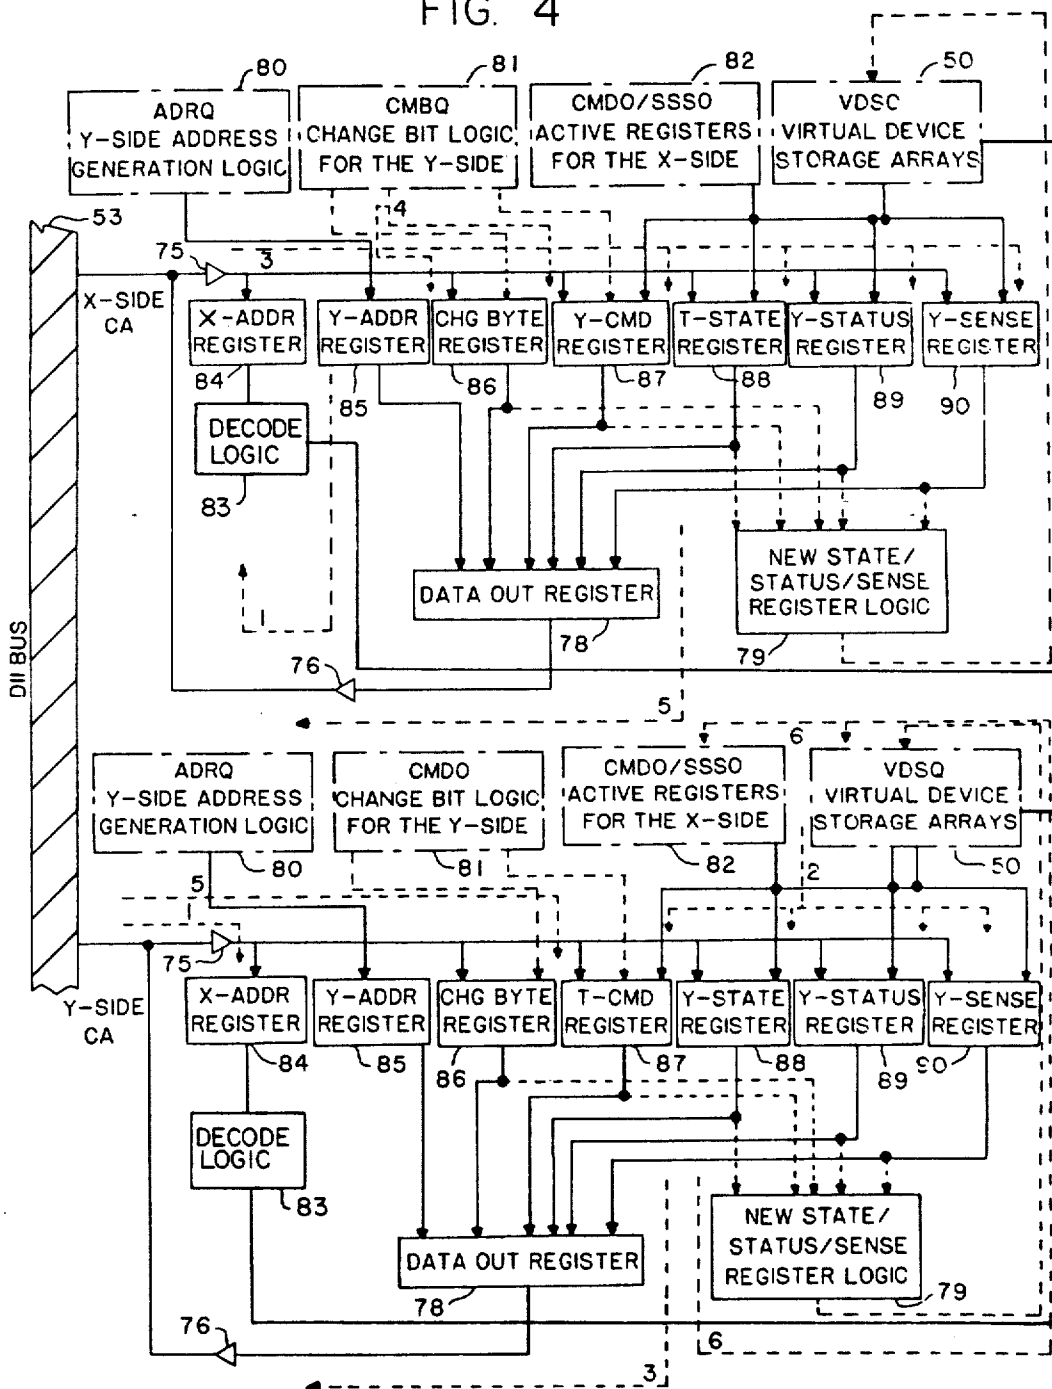 FIG. 4
80
81
82
50
ADRQ
Y-SIDE ADDRESS
GENERATION LOGIC
CMBQ
CHANGE BIT LOGIC
FOR THE Y-SIDE
CMDO/SSSO
ACTIVE REGISTERS
FOR THE X-SIDE
VDSC
VIRTUAL DEVICE
STORAGE ARRAYS
53
4
75
3
X-SIDE
CA
X-ADDR
REGISTER
Y-ADDR
REGISTER
CHG BYTE
REGISTER
Y-CMD
REGISTER
T-STATE
REGISTER
Y-STATUS
REGISTER
Y-SENSE
REGISTER
84
85
86
87
88
89
90
DECODE
LOGIC
83
DATA OUT REGISTER
78
NEW STATE/
STATUS/SENSE
REGISTER LOGIC
79
1
DII BUS
76
5
6
ADRQ
Y-SIDE ADDRESS
GENERATION LOGIC
CMDO
CHANGE BIT LOGIC
FOR THE Y-SIDE
CMDO/SSSO
ACTIVE REGISTERS
FOR THE X-SIDE
VDSQ
VIRTUAL DEVICE
STORAGE ARRAYS
80
81
82
50
2
5
1
75
Y-SIDE
CA
X-ADDR
REGISTER
Y-ADDR
REGISTER
CHG BYTE
REGISTER
T-CMD
REGISTER
Y-STATE
REGISTER
Y-STATUS
REGISTER
Y-SENSE
REGISTER
84
85
86
87
88
89
90
DECODE
LOGIC
83
DATA OUT REGISTER
78
NEW STATE/
STATUS/SENSE
REGISTER LOGIC
79
76
6
3